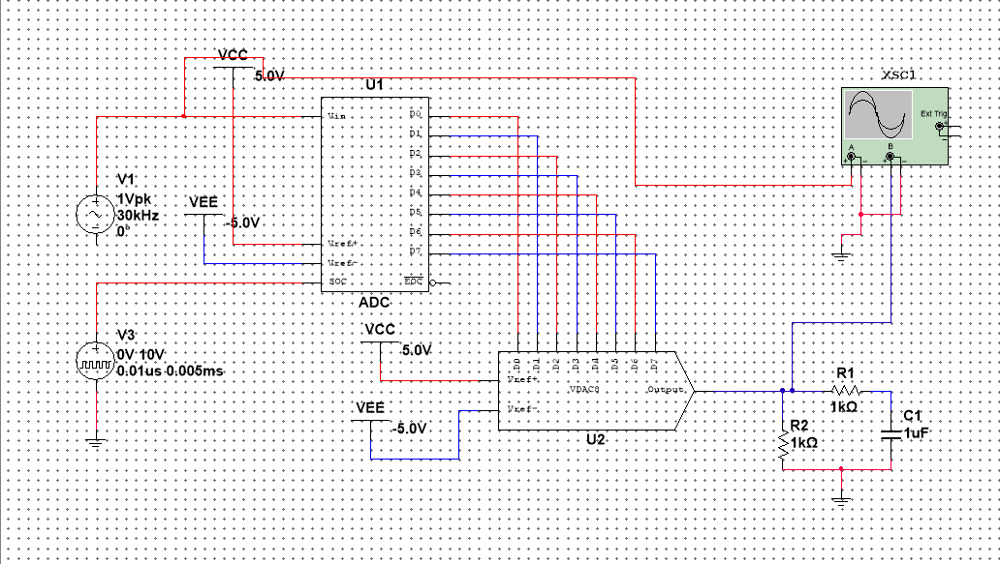 VCC
5.0V
U1
XSC1
Ext Trig
+
-
A
B
+ - + -
Vin
D0
D1
D2
D3
D4
D5
D6
D7
Vref+
Vref-
SOC
EOC
ADC
V1
1Vpk
30kHz
0°
VEE
-5.0V
V3
0V 10V
0.01us 0.005ms
VCC
5.0V
VEE
-5.0V
D0 D1 D2 D3 D4 D5 D6 D7
Vref+
VDAC8 Output
Vref-
U2
R1
1kΩ
R2
1kΩ
C1
1uF